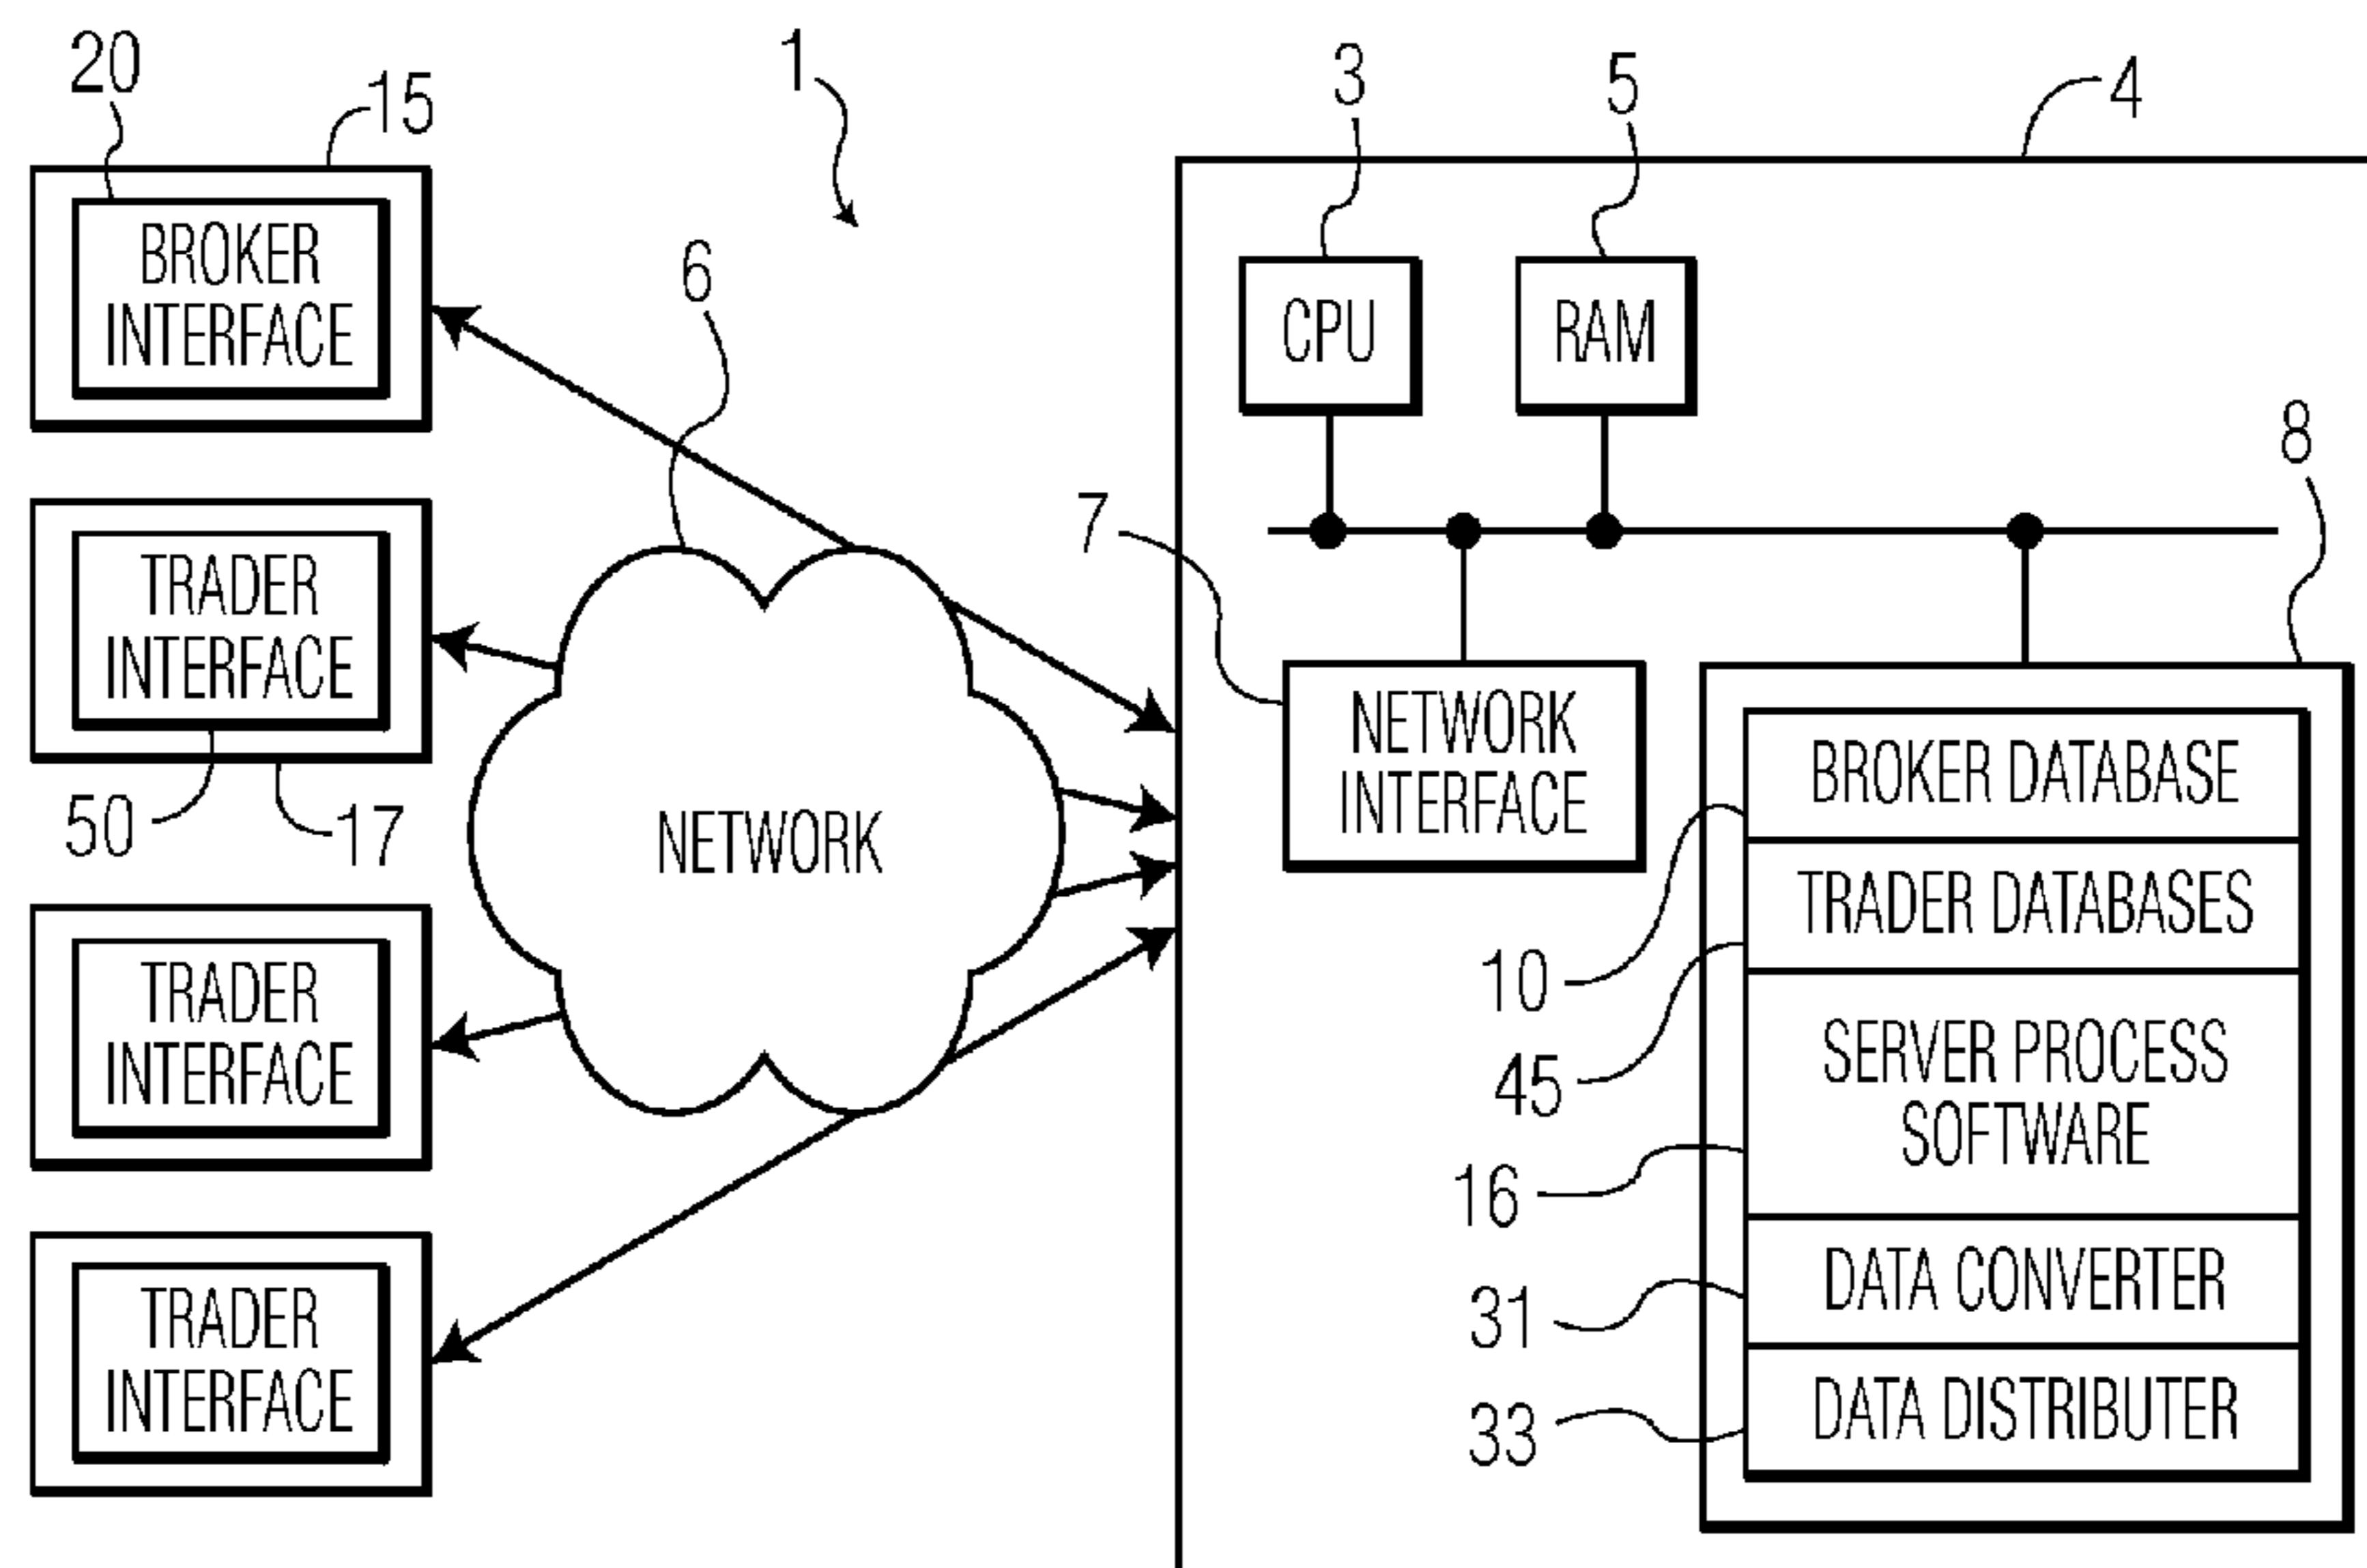 20
15
1
3
5
4
BROKER
INTERFACE
6
CPU
RAM
8
7
TRADER
INTERFACE
50
17
NETWORK
NETWORK
INTERFACE
BROKER DATABASE
TRADER DATABASES
10
45
SERVER PROCESS
SOFTWARE
16
TRADER
INTERFACE
31
DATA CONVERTER
TRADER
INTERFACE
33
DATA DISTRIBUTER